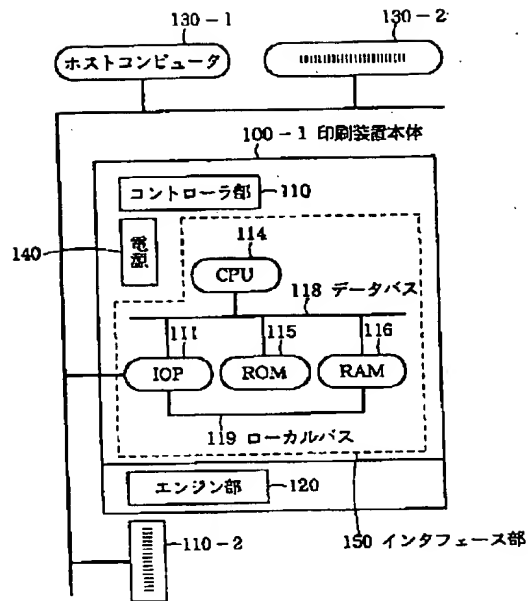 130-1
130-2
ホストコンピュータ
100-1 印刷装置本体
コントローラ部
110
140
電源
114
CPU
118 データバス
111
115
116
IOP
ROM
RAM
119 ローカルバス
エンジン部
120
110-2
150 インタフェース部